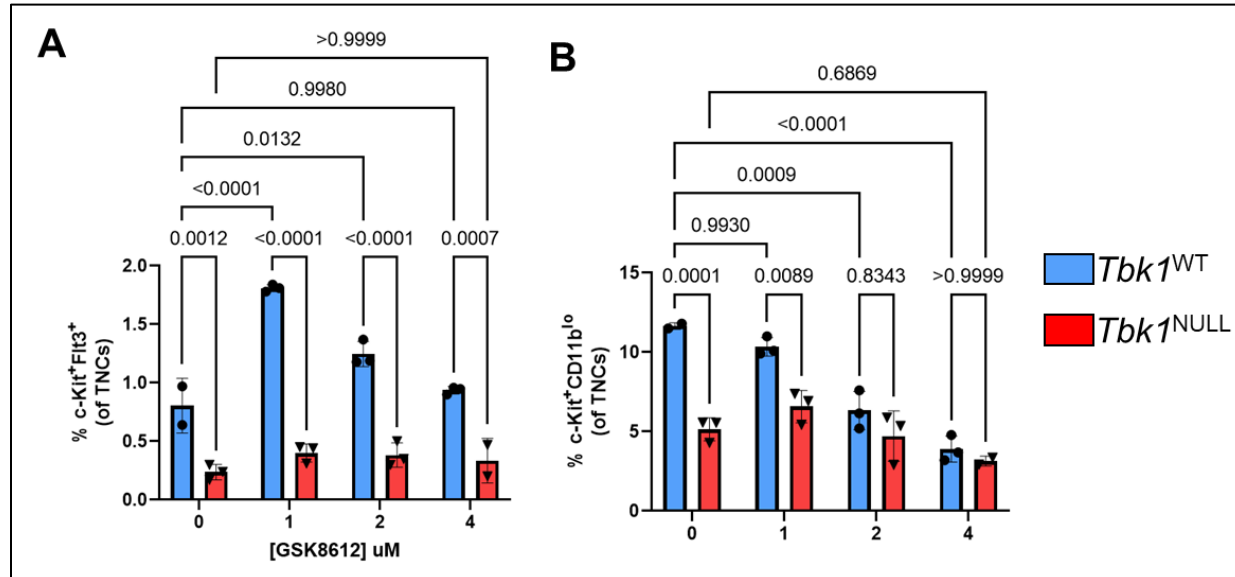 A
>0.9999
0.9980
0.0132
<0.0001
0.0012 <0.0001 <0.0001 0.0007
2.0
1.5
1.0
0.5
0.0
% c-Kit⁺Flt3⁺
(of TNCs)
0 1 2 4
[GSK8612] uM
B
0.6869
<0.0001
0.0009
0.9930
0.0001 0.0089 0.8343 >0.9999
15
10
5
0
% c-Kit⁺CD11bˡᵒ
(of TNCs)
0 1 2 4
Tbk1ᵂᵀ
Tbk1ᴺᵁᴸᴸ